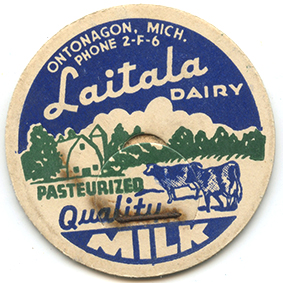 ONTONAGON, MICH.
PHONE 2-F-6
Laitala
DAIRY
PASTEURIZED
Quality
MILK